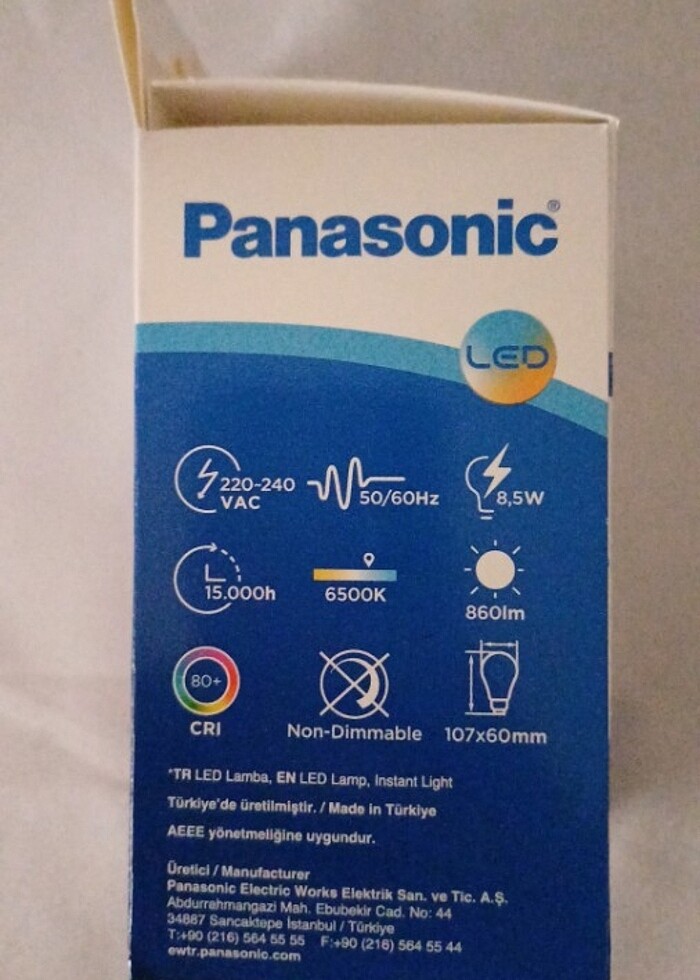 Panasonic®
LED
220~240
VAC
50/60Hz
8,5W
15.000h
6500K
860lm
80+
CRI
Non-Dimmable
107x60mm
*TR LED Lamba, EN LED Lamp, Instant Light
Türkiye'de üretilmiştir. / Made in Türkiye
AEEE yönetmeliğine uygundur.
Üretici / Manufacturer
Panasonic Electric Works Elektrik San. ve Tic. A.Ş.
Abdurrahmangazi Mah. Ebubekir Cad. No: 44
34887 Sancaktepe İstanbul / Türkiye
T:+90 (216) 564 55 55 F:+90 (216) 564 55 44
ewtr.panasonic.com